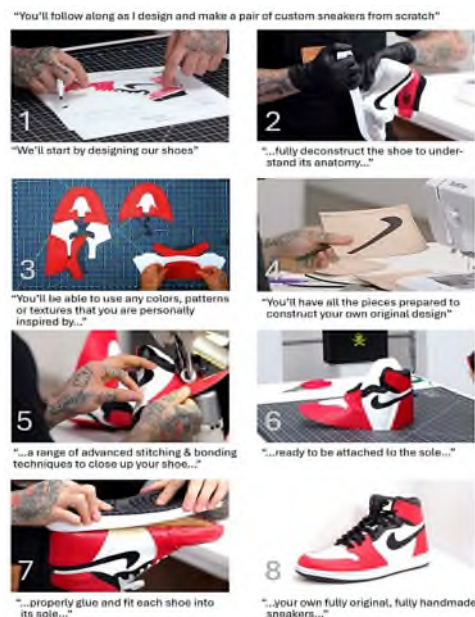 "You'll follow along as I design and make a pair of custom sneakers from scratch"
1
2
"We'll start by designing our shoes"
"...fully deconstruct the shoe to under-
stand its anatomy..."
3
4
"You'll be able to use any colors, patterns
or textures that you are personally
inspired by..."
"You'll have all the pieces prepared to
construct your own original design"
5
6
"...a range of advanced stitching & bonding
techniques to close up your shoe..."
"...ready to be attached to the sole..."
7
8
"...properly glue and fit each shoe into
its sole..."
"...your own fully original, fully handmade
sneakers..."